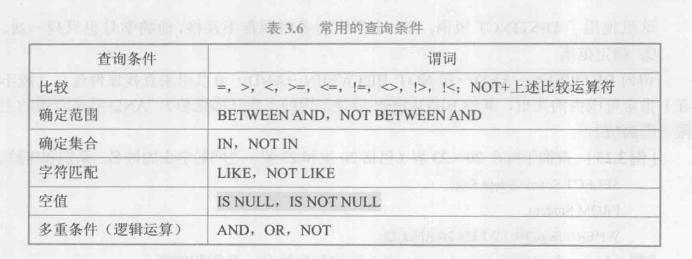 表 3.6 常用的查询条件
查询条件 谓词
比较 =, >, <, >=, <=, !=, <>, !>, !<; NOT+上述比较运算符
确定范围 BETWEEN AND, NOT BETWEEN AND
确定集合 IN, NOT IN
字符匹配 LIKE, NOT LIKE
空值 IS NULL, IS NOT NULL
多重条件（逻辑运算） AND, OR, NOT